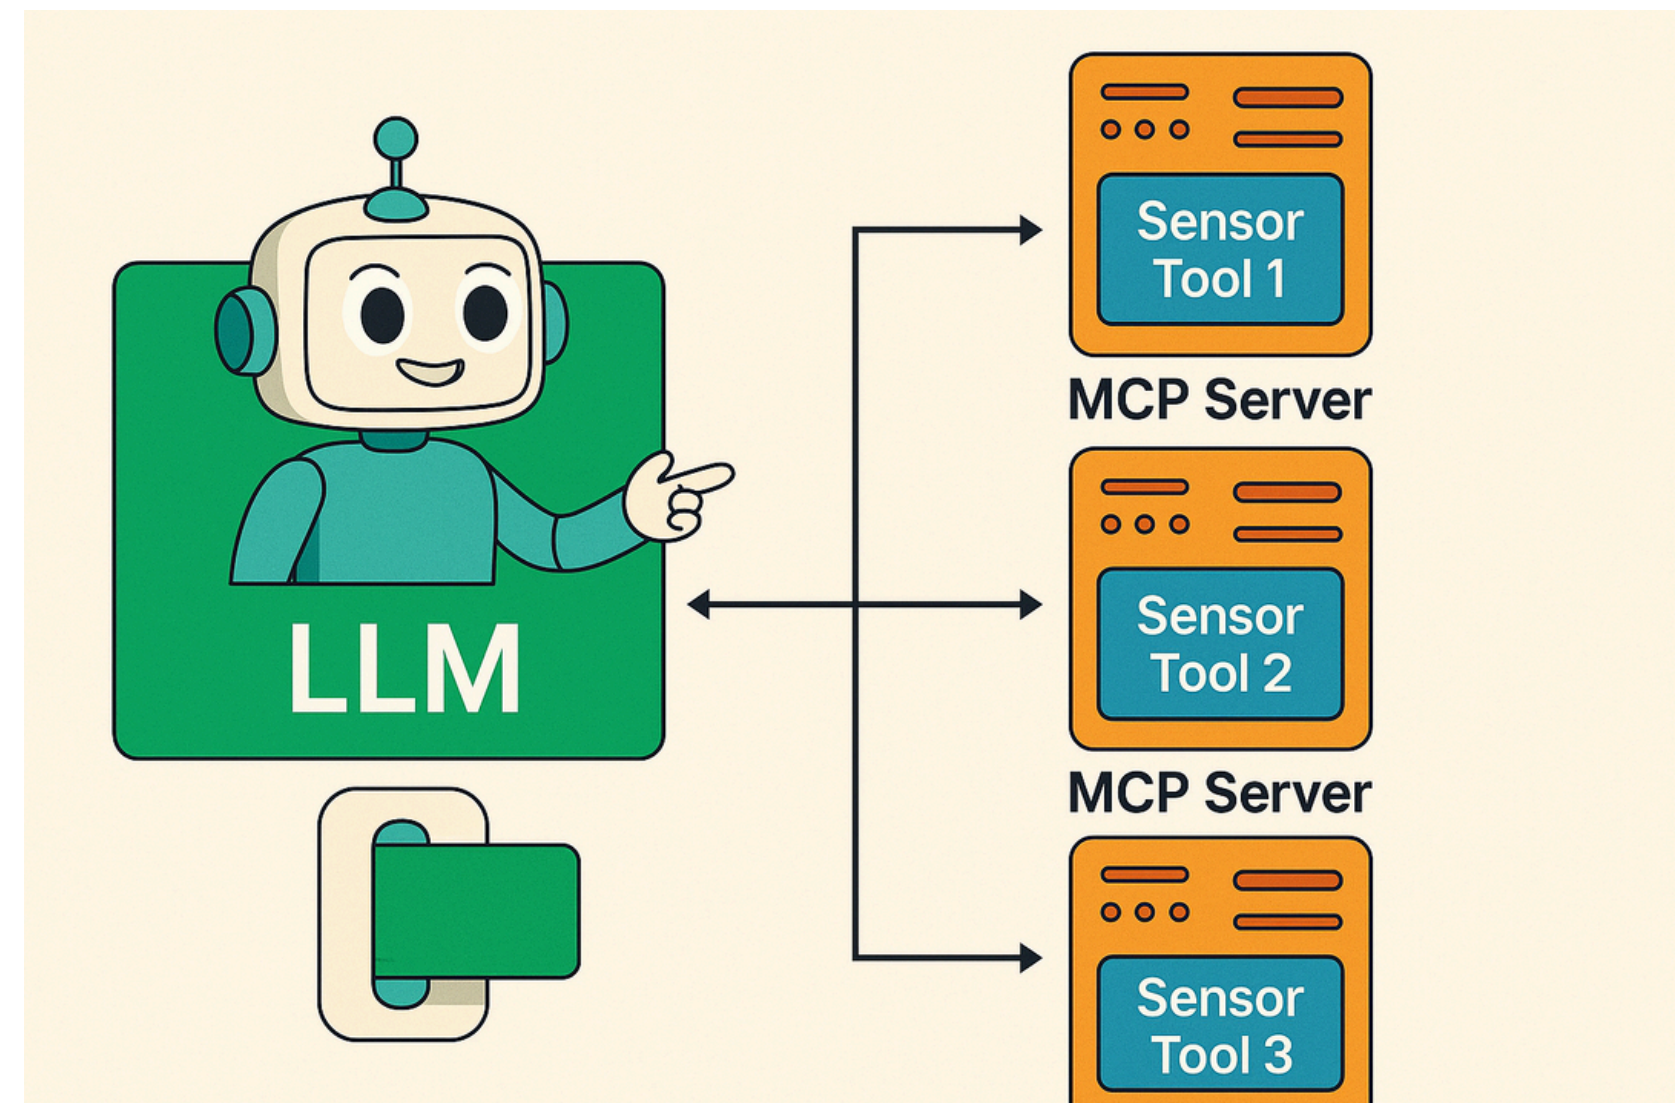 LLM
Sensor
Tool 1
MCP Server
Sensor
Tool 2
MCP Server
Sensor
Tool 3